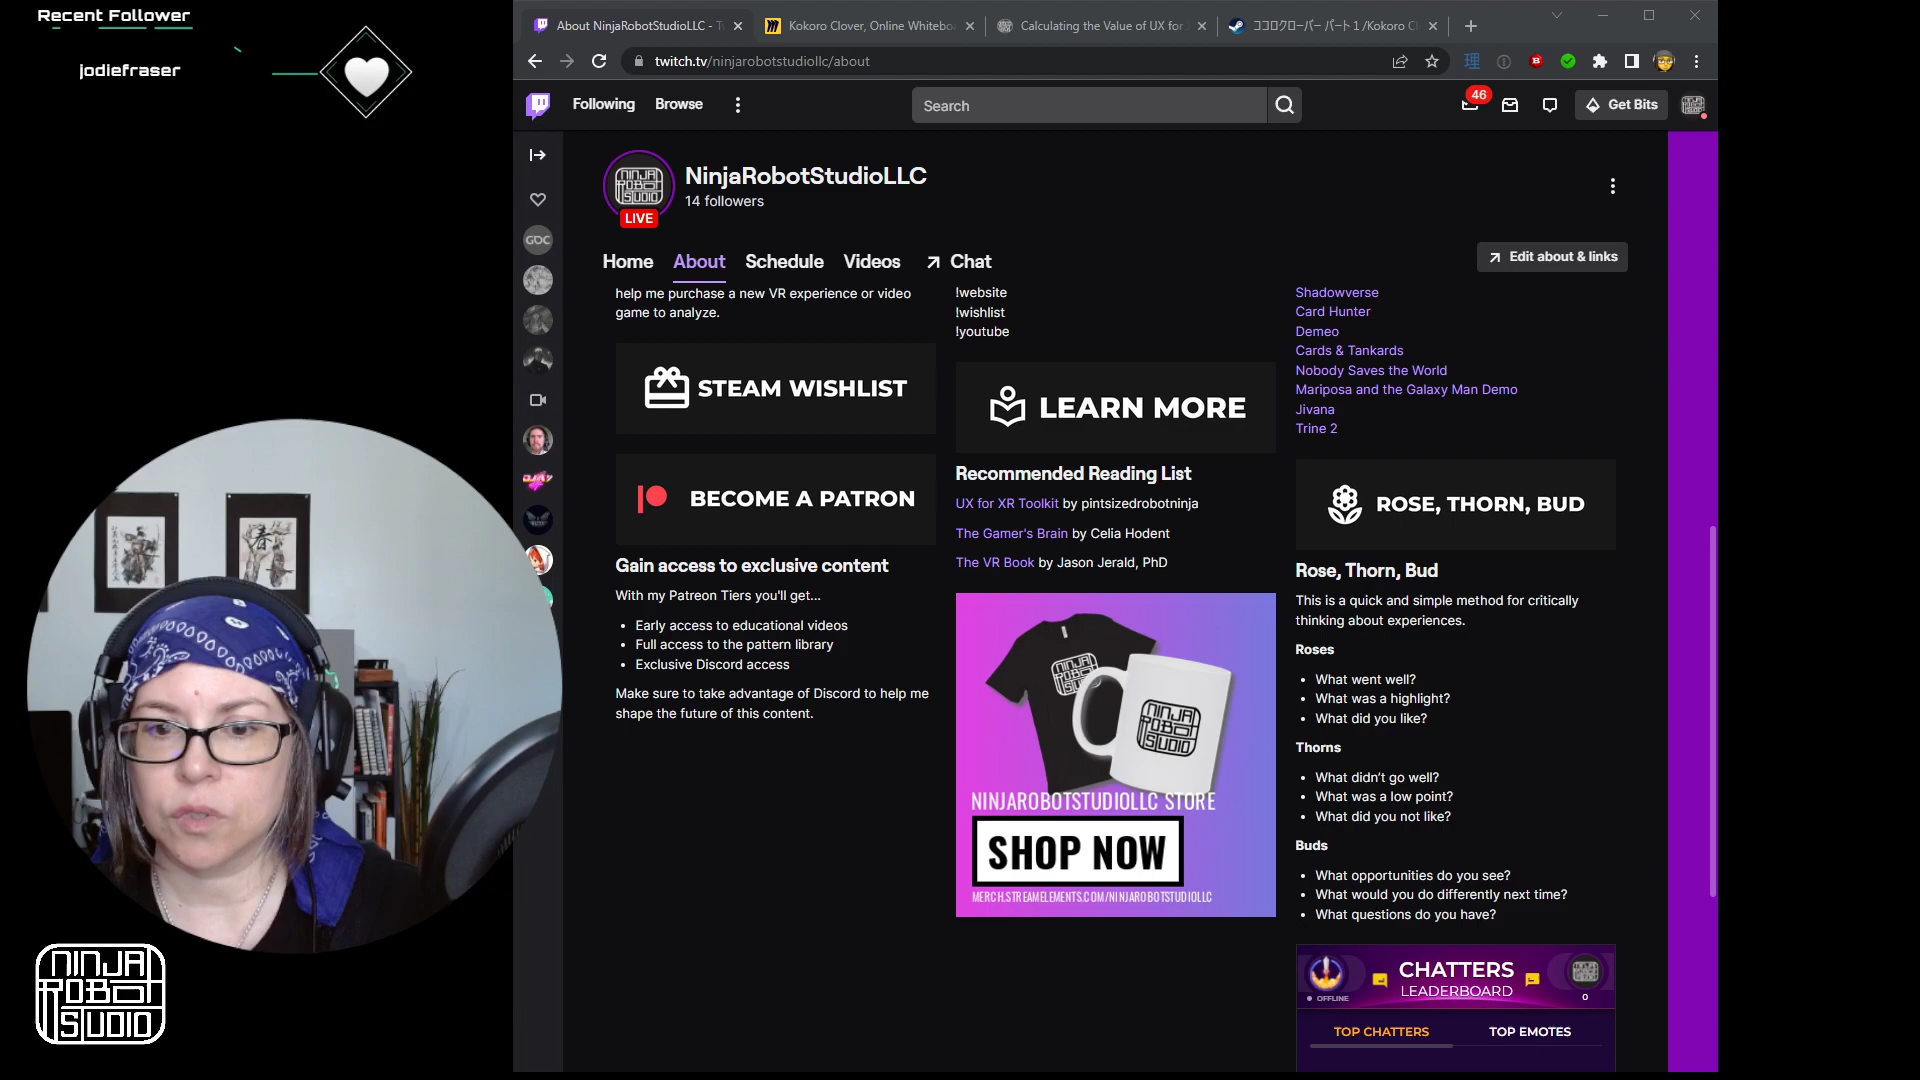 Recent Follower
jodiefraser
About NinjaRobotStudioLLC - Tw
Kokoro Clover, Online Whitebo
Calculating the Value of UX for
ココロクローバー パート1/Kokoro Cl
twitch.tv/ninjarobotstudiollc/about
Following
Browse
Search
46
Get Bits
NinjaRobotStudioLLC
14 followers
LIVE
Home
About
Schedule
Videos
Chat
Edit about & links
GDC
help me purchase a new VR experience or video
game to analyze.
STEAM WISHLIST
BECOME A PATRON
Gain access to exclusive content
With my Patreon Tiers you'll get...
Early access to educational videos
Full access to the pattern library
Exclusive Discord access
Make sure to take advantage of Discord to help me
shape the future of this content.
!website
!wishlist
!youtube
LEARN MORE
Recommended Reading List
UX for XR Toolkit by pintsizedrobotninja
The Gamer's Brain by Celia Hodent
The VR Book by Jason Jerald, PhD
NINJA
ROBOT
STUDIO
NINJAROBOTSTUDIOLLC STORE
SHOP NOW
MERCH.STREAMELEMENTS.COM/NINJAROBOTSTUDIOLLC
Shadowverse
Card Hunter
Demeo
Cards & Tankards
Nobody Saves the World
Mariposa and the Galaxy Man Demo
Jivana
Trine 2
ROSE, THORN, BUD
Rose, Thorn, Bud
This is a quick and simple method for critically
thinking about experiences.
Roses
What went well?
What was a highlight?
What did you like?
Thorns
What didn't go well?
What was a low point?
What did you not like?
Buds
What opportunities do you see?
What would you do differently next time?
What questions do you have?
CHATTERS
LEADERBOARD
OFFLINE
0
TOP CHATTERS
TOP EMOTES
NINJA
ROBOT
STUDIO